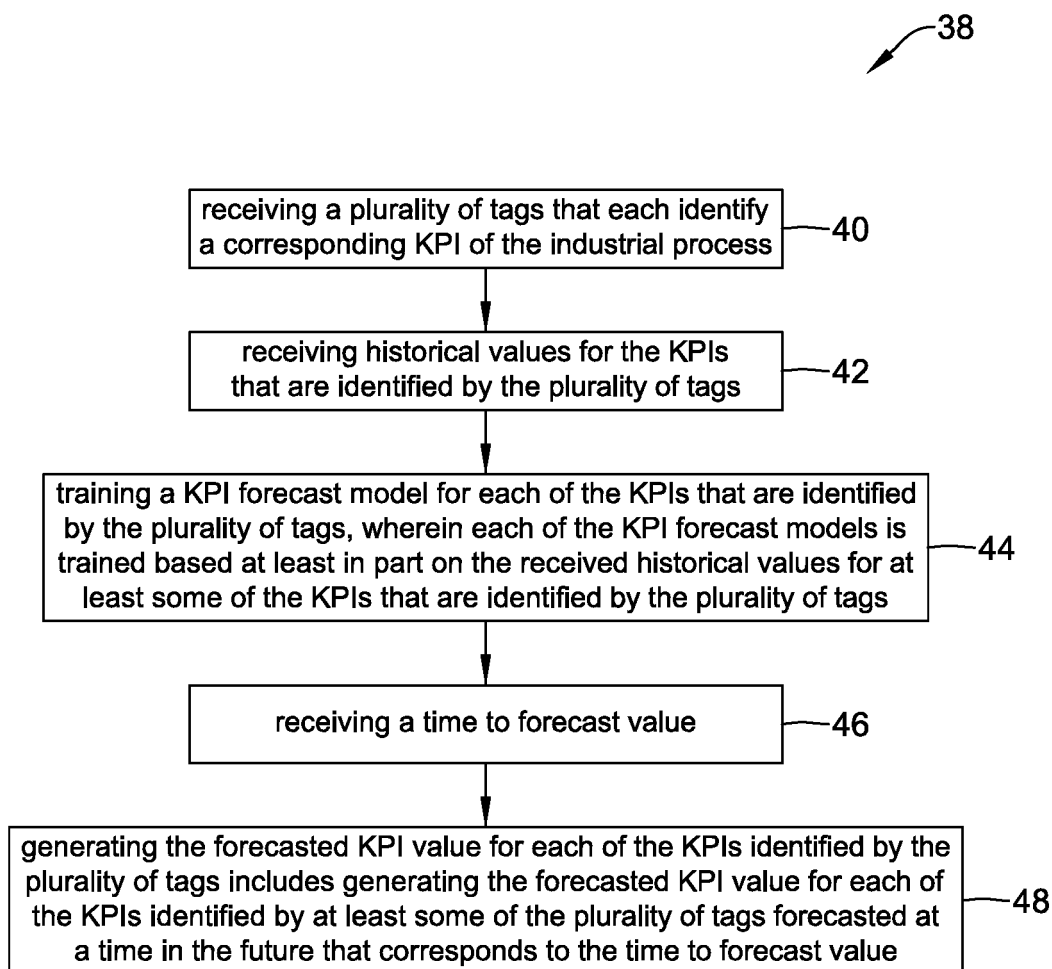 38
receiving a plurality of tags that each identify
a corresponding KPI of the industrial process
40
receiving historical values for the KPIs
that are identified by the plurality of tags
42
training a KPI forecast model for each of the KPIs that are identified
by the plurality of tags, wherein each of the KPI forecast models is
trained based at least in part on the received historical values for at
least some of the KPIs that are identified by the plurality of tags
44
receiving a time to forecast value
46
generating the forecasted KPI value for each of the KPIs identified by the
plurality of tags includes generating the forecasted KPI value for each of
the KPIs identified by at least some of the plurality of tags forecasted at
a time in the future that corresponds to the time to forecast value
48